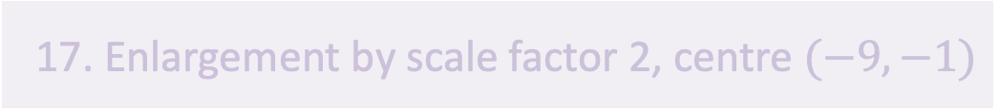 17. Enlargement by scale factor 2, centre (−9, −1)